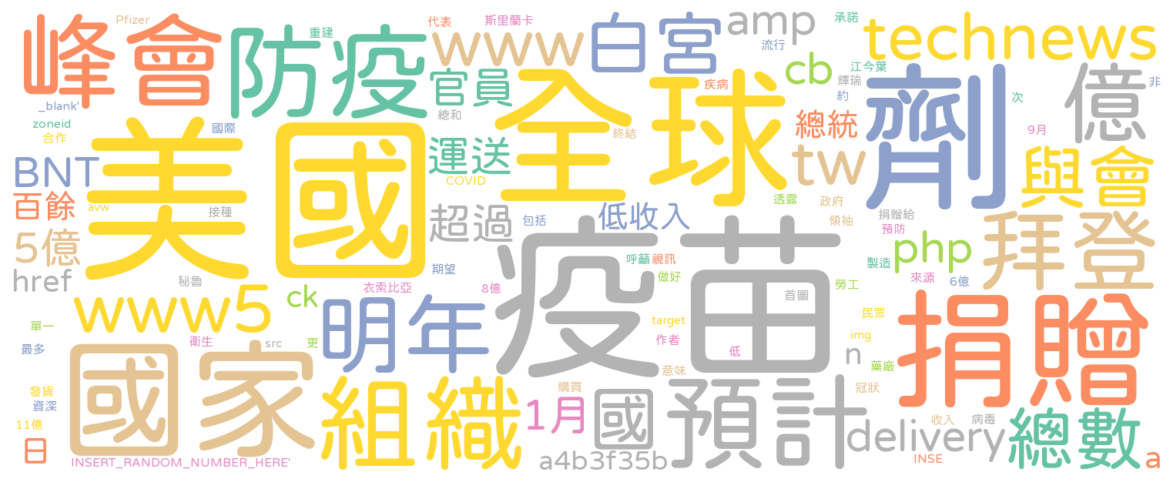 Pfizer
代表
斯里蘭卡
amp
承諾
technews
峰會
防疫
重建
www
白宮
流行
江今葉
cb
輝瑞
約
億
非
_blank'
官員
全球
疾病
劑
次
zoneid
合作
國際
總和
終結
總統
9月
美國
運送
tw
與會
BNT
COVID
百餘
avw
接種
超過
包括
低收入
透露
政府
領袖
捐贈給
預防
拜登
5億
疫苗
呼籲
視訊
php
製造
href
秘魯
期望
做好
來源
6億
www5
ck
衣索比亞
8億
首圖
勞工
捐贈
明年
單一
衛生
src
更
target
作者
低
民眾
img
n
最多
國家
意味
藥廠
發貨
資深
組織
購買
1月
國
預計
冠狀
delivery
收入
病毒
總數
11億
日
INSERT_RANDOM_NUMBER_HERE'
a4b3f35b
INSE
a